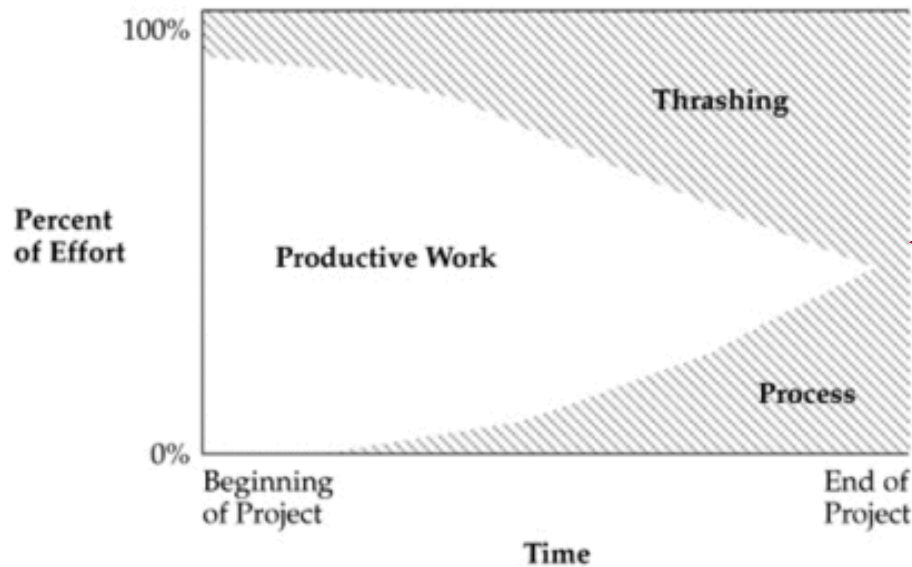 100%
Thrashing
Percent
of Effort
Productive Work
Process
0%
Beginning
of Project
End of
Project
Time